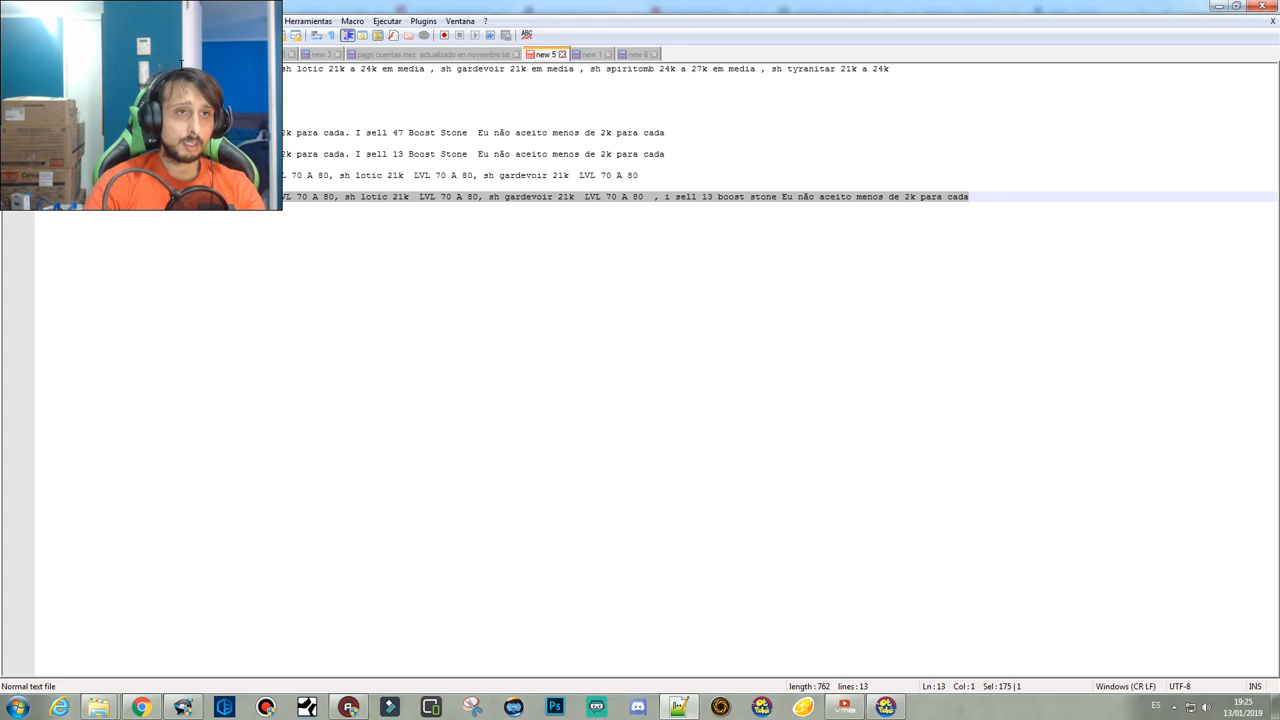 Herramientas Macro Ejecutar Plugins Ventana ? X
ABC
new 3 pago cuentas mez actualizado en noviembre.txt new 5 new 1 new 6
sh lotic 21k a 24k em media , sh gardevoir 21k em media , sh spiritomb 24k a 27k em media , sh tyranitar 21k a 24k
2k para cada. I sell 47 Boost Stone Eu não aceito menos de 2k para cada
2k para cada. I sell 13 Boost Stone Eu não aceito menos de 2k para cada
L 70 A 80, sh lotic 21k LVL 70 A 80, sh gardevoir 21k LVL 70 A 80
VL 70 A 80, sh lotic 21k LVL 70 A 80, sh gardevoir 21k LVL 70 A 80 , i sell 13 boost stone Eu não aceito menos de 2k para cada
Normal text file length : 762 lines : 13 Ln : 13 Col : 1 Sel : 175 | 1 Windows (CR LF) UTF-8 INS
Ps ES 19:25
13/01/2019